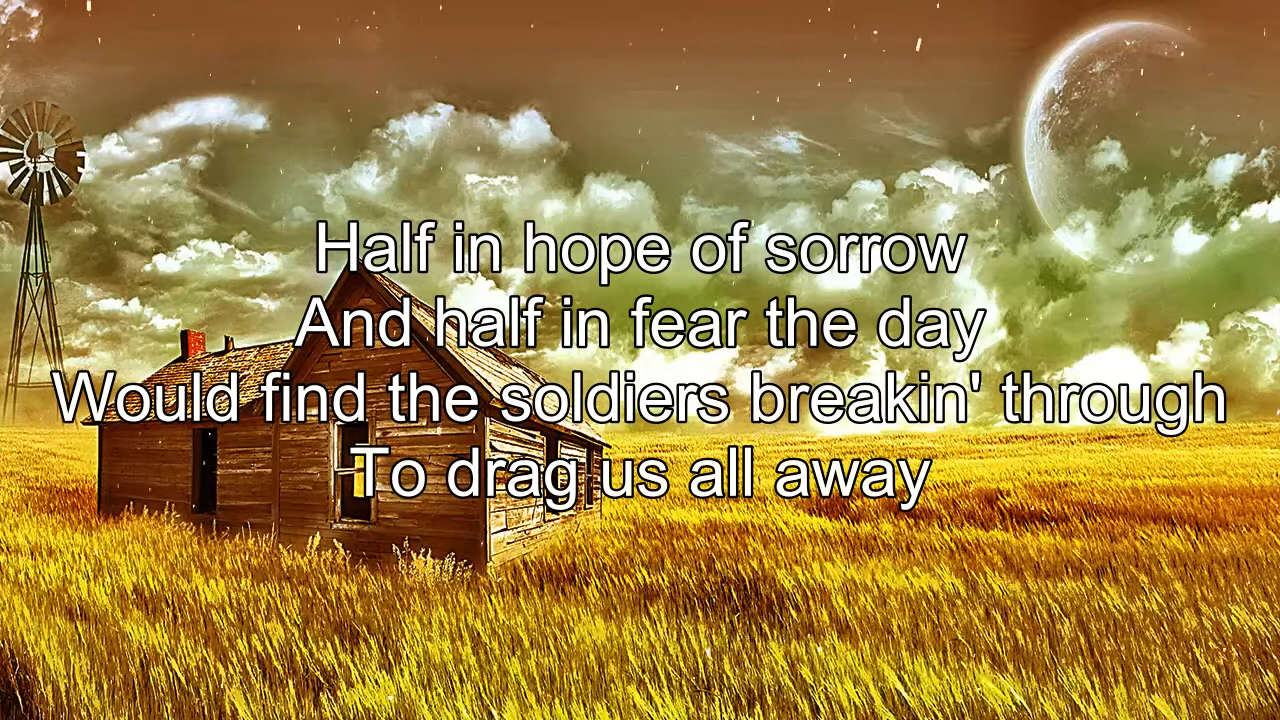 Half in hope of sorrow
And half in fear the day
Would find the soldiers breakin' through
To drag us all away